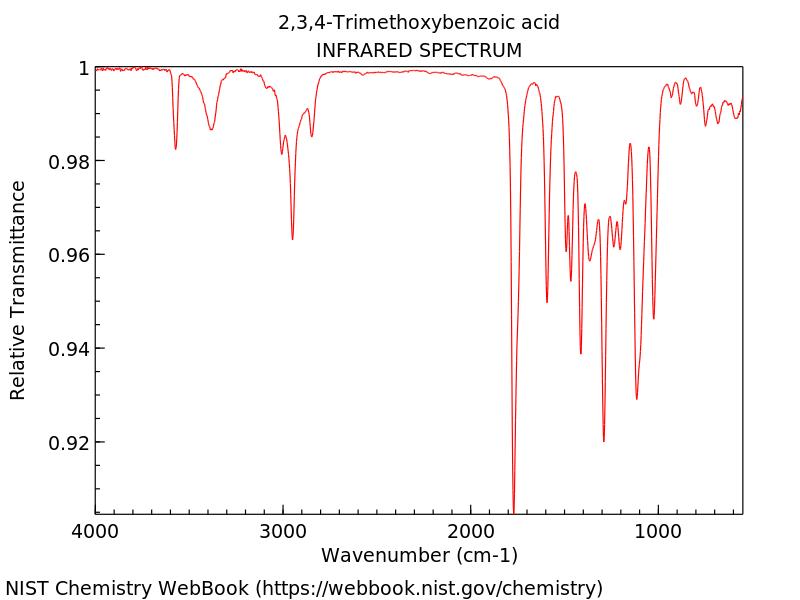 2,3,4-Trimethoxybenzoic acid
INFRARED SPECTRUM
1
0.98
0.96
0.94
0.92
Relative Transmittance
4000 3000 2000 1000
Wavenumber (cm-1)
NIST Chemistry WebBook (https://webbook.nist.gov/chemistry)